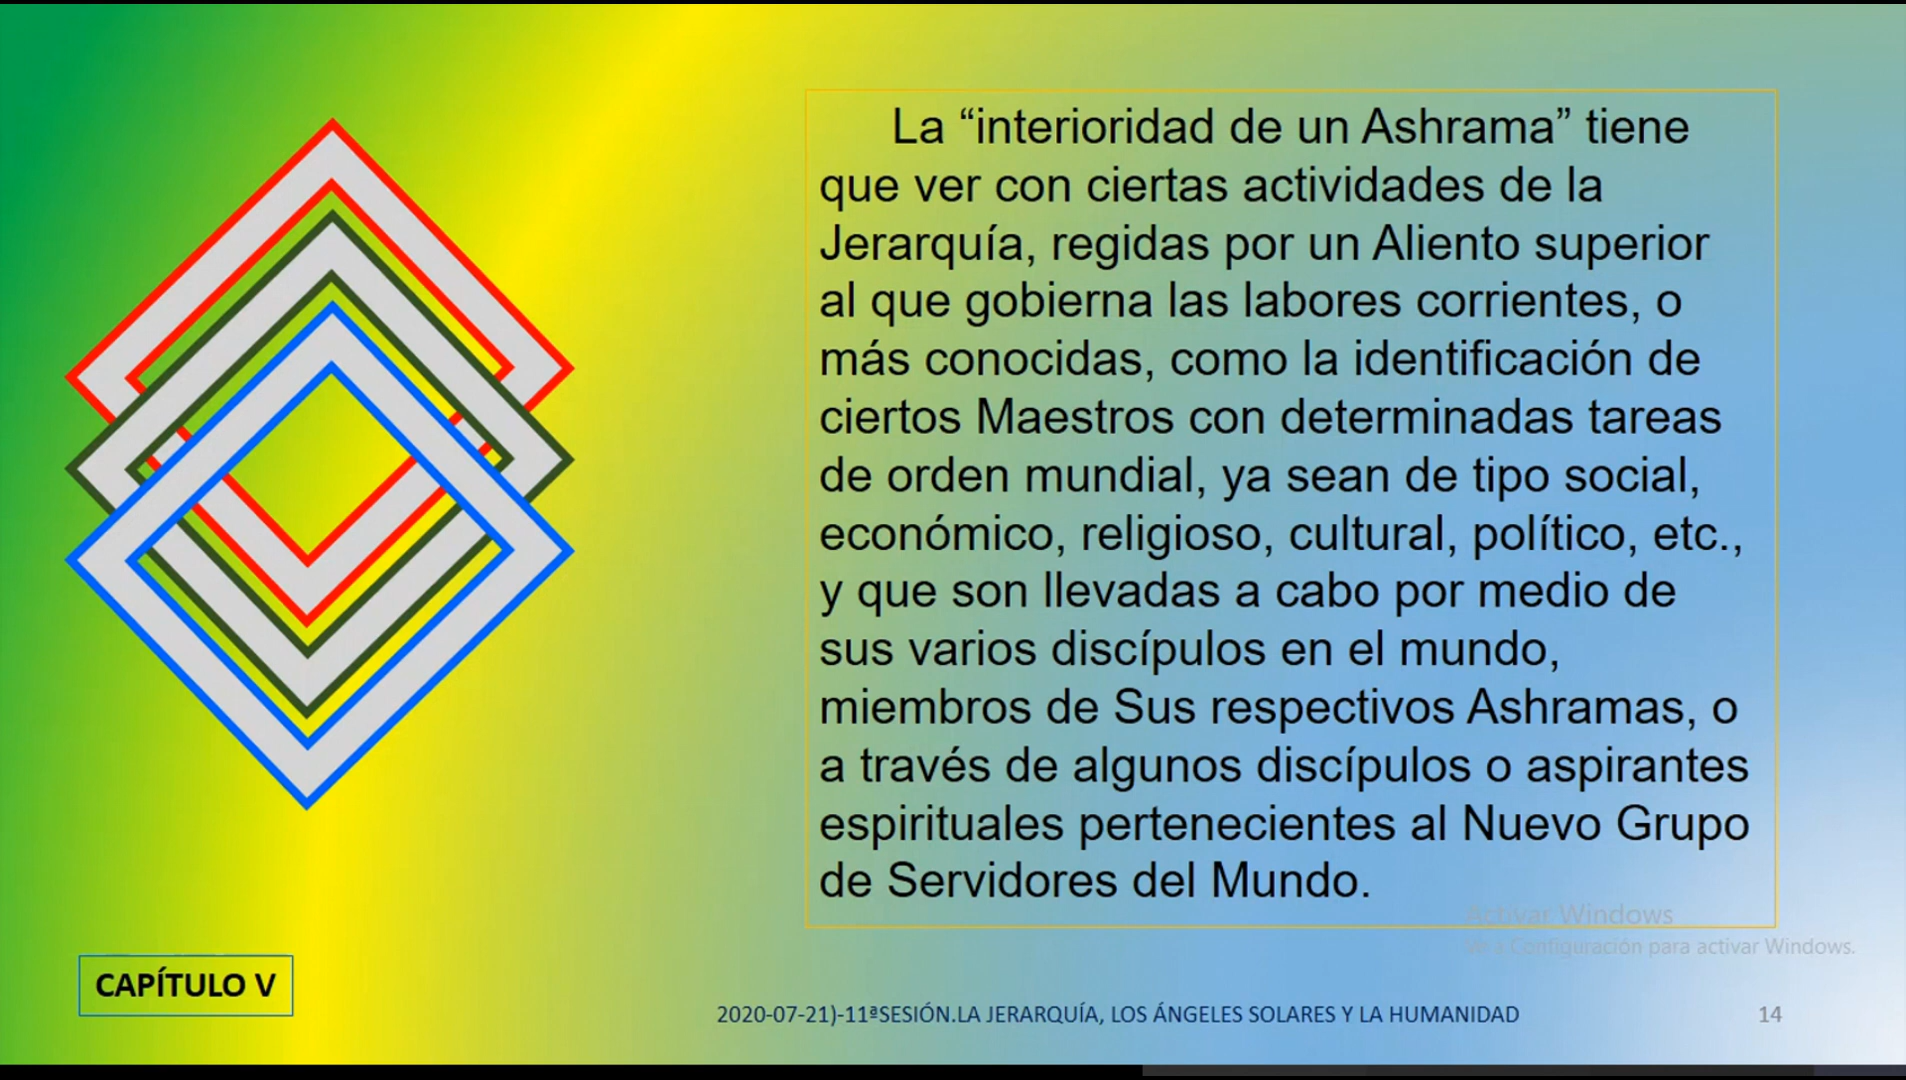 La “interioridad de un Ashrama” tiene
que ver con ciertas actividades de la
Jerarquía, regidas por un Aliento superior
al que gobierna las labores corrientes, o
más conocidas, como la identificación de
ciertos Maestros con determinadas tareas
de orden mundial, ya sean de tipo social,
económico, religioso, cultural, político, etc.,
y que son llevadas a cabo por medio de
sus varios discípulos en el mundo,
miembros de Sus respectivos Ashramas, o
a través de algunos discípulos o aspirantes
espirituales pertenecientes al Nuevo Grupo
de Servidores del Mundo.
Activar Windows
Ve a Configuración para activar Windows.
CAPÍTULO V
2020-07-21)-11ªSESIÓN.LA JERARQUÍA, LOS ÁNGELES SOLARES Y LA HUMANIDAD
14